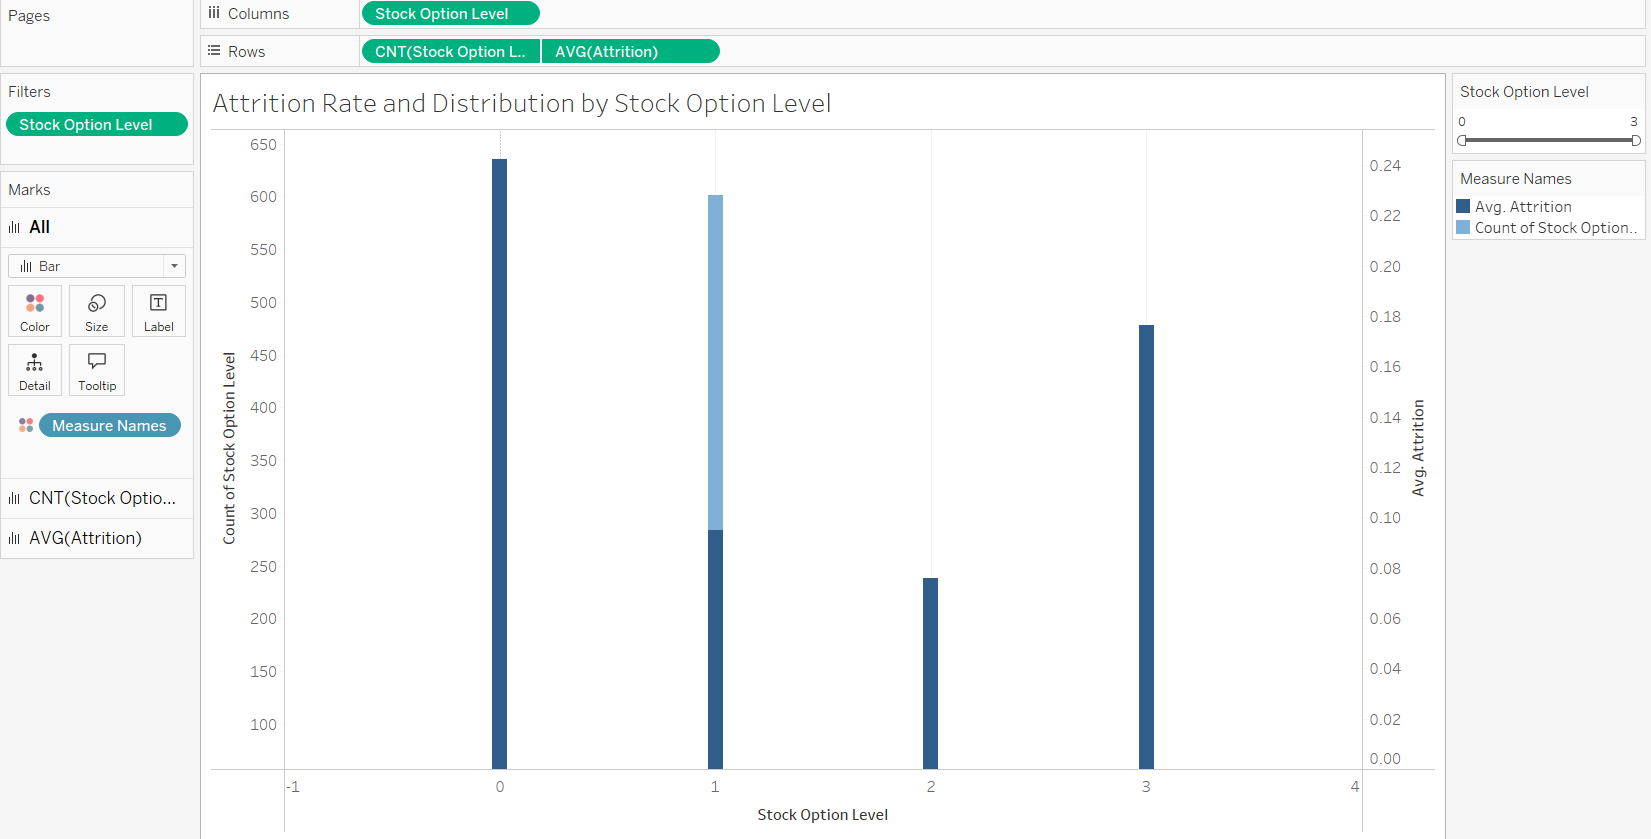 Pages
Columns
Stock Option Level
Rows
CNT(Stock Option L..
AVG(Attrition)
Filters
Stock Option Level
Marks
All
Bar
Color
Size
Label
Detail
Tooltip
Measure Names
CNT(Stock Optio...
AVG(Attrition)
Attrition Rate and Distribution by Stock Option Level
650
600
550
500
450
400
350
300
250
200
150
100
Count of Stock Option Level
-1
0
1
2
3
4
Stock Option Level
0.24
0.22
0.20
0.18
0.16
0.14
0.12
0.10
0.08
0.06
0.04
0.02
0.00
Avg. Attrition
Stock Option Level
0 3
Measure Names
Avg. Attrition
Count of Stock Option..